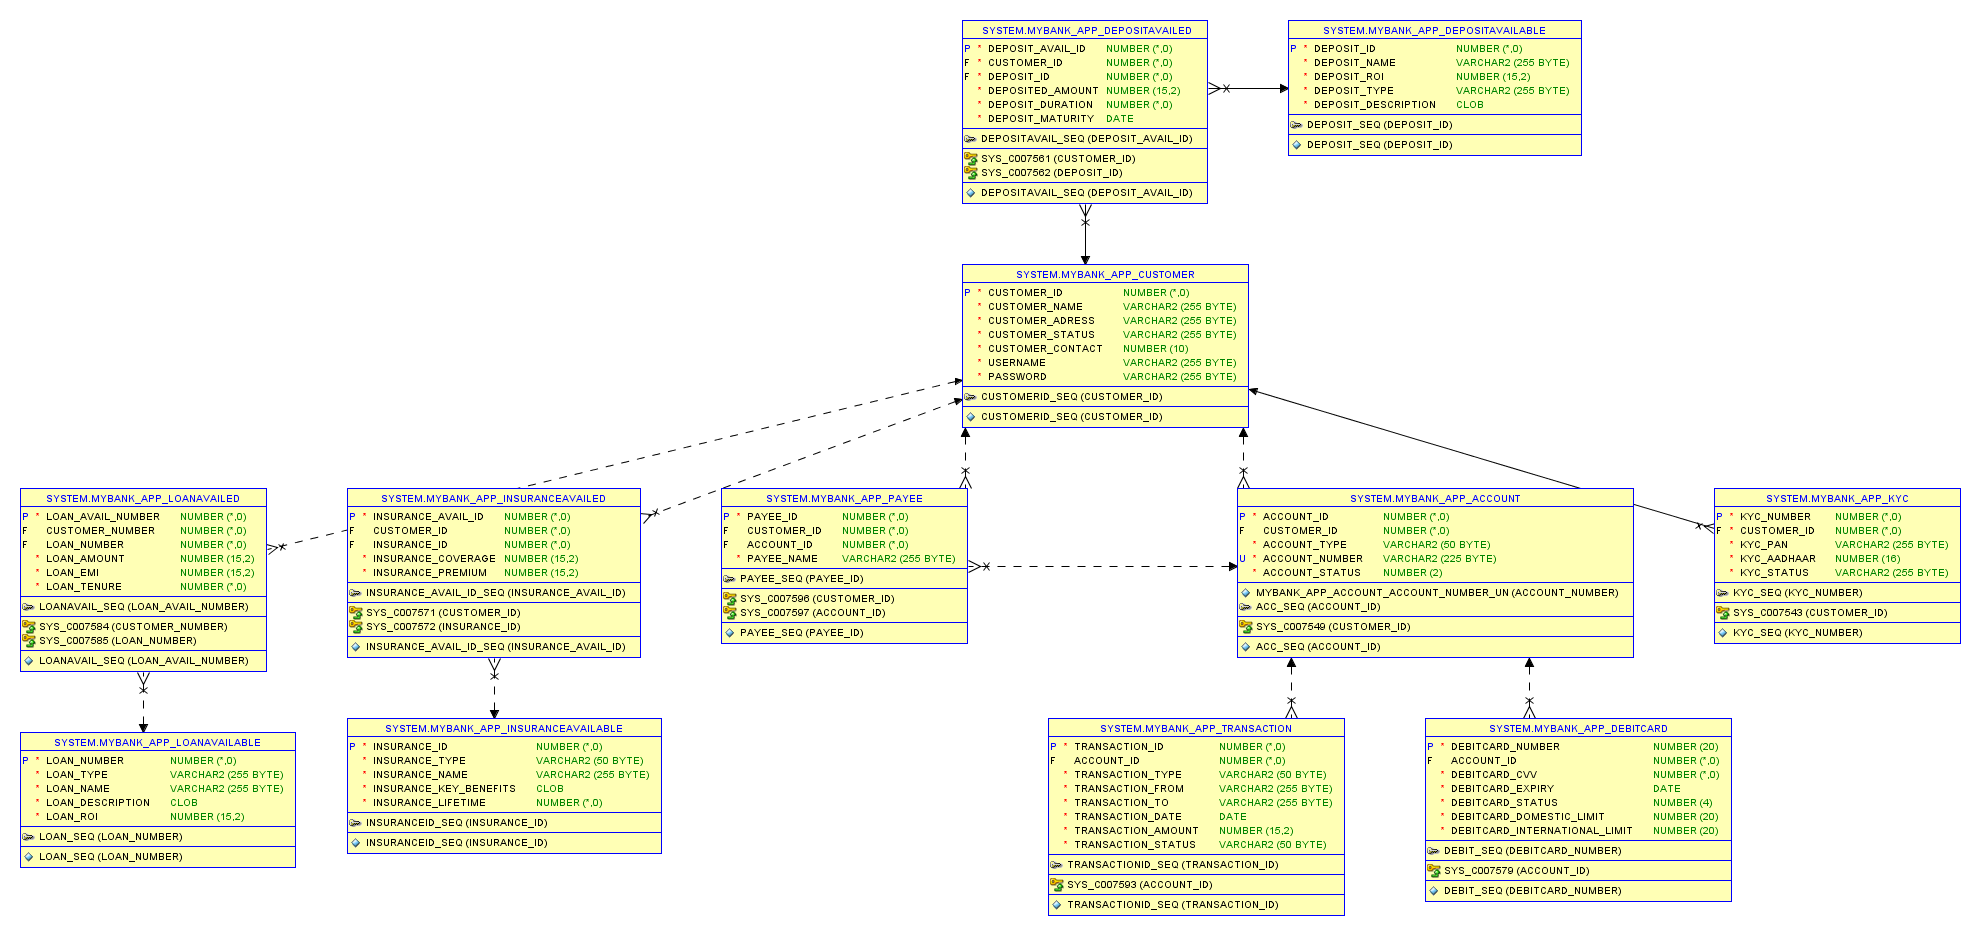 SYSTEM.MYBANK_APP_DEPOSITAVAILED
P * DEPOSIT_AVAIL_ID NUMBER (*,0)
F * CUSTOMER_ID NUMBER (*,0)
F * DEPOSIT_ID NUMBER (*,0)
* DEPOSITED_AMOUNT NUMBER (15,2)
* DEPOSIT_DURATION NUMBER (*,0)
* DEPOSIT_MATURITY DATE
DEPOSITAVAIL_SEQ (DEPOSIT_AVAIL_ID)
SYS_C007561 (CUSTOMER_ID)
SYS_C007562 (DEPOSIT_ID)
DEPOSITAVAIL_SEQ (DEPOSIT_AVAIL_ID)
SYSTEM.MYBANK_APP_DEPOSITAVAILABLE
P * DEPOSIT_ID NUMBER (*,0)
* DEPOSIT_NAME VARCHAR2 (255 BYTE)
* DEPOSIT_ROI NUMBER (15,2)
* DEPOSIT_TYPE VARCHAR2 (255 BYTE)
* DEPOSIT_DESCRIPTION CLOB
DEPOSIT_SEQ (DEPOSIT_ID)
DEPOSIT_SEQ (DEPOSIT_ID)
SYSTEM.MYBANK_APP_CUSTOMER
P * CUSTOMER_ID NUMBER (*,0)
* CUSTOMER_NAME VARCHAR2 (255 BYTE)
* CUSTOMER_ADRESS VARCHAR2 (255 BYTE)
* CUSTOMER_STATUS VARCHAR2 (255 BYTE)
* CUSTOMER_CONTACT NUMBER (10)
* USERNAME VARCHAR2 (255 BYTE)
* PASSWORD VARCHAR2 (255 BYTE)
CUSTOMERID_SEQ (CUSTOMER_ID)
CUSTOMERID_SEQ (CUSTOMER_ID)
SYSTEM.MYBANK_APP_LOANAVAILED
P * LOAN_AVAIL_NUMBER NUMBER (*,0)
F CUSTOMER_NUMBER NUMBER (*,0)
F LOAN_NUMBER NUMBER (*,0)
* LOAN_AMOUNT NUMBER (15,2)
* LOAN_EMI NUMBER (15,2)
* LOAN_TENURE NUMBER (*,0)
LOANAVAIL_SEQ (LOAN_AVAIL_NUMBER)
SYS_C007584 (CUSTOMER_NUMBER)
SYS_C007585 (LOAN_NUMBER)
LOANAVAIL_SEQ (LOAN_AVAIL_NUMBER)
SYSTEM.MYBANK_APP_INSURANCEAVAILED
P * INSURANCE_AVAIL_ID NUMBER (*,0)
F CUSTOMER_ID NUMBER (*,0)
F INSURANCE_ID NUMBER (*,0)
* INSURANCE_COVERAGE NUMBER (15,2)
* INSURANCE_PREMIUM NUMBER (15,2)
INSURANCE_AVAIL_ID_SEQ (INSURANCE_AVAIL_ID)
SYS_C007571 (CUSTOMER_ID)
SYS_C007572 (INSURANCE_ID)
INSURANCE_AVAIL_ID_SEQ (INSURANCE_AVAIL_ID)
SYSTEM.MYBANK_APP_PAYEE
P * PAYEE_ID NUMBER (*,0)
F CUSTOMER_ID NUMBER (*,0)
F ACCOUNT_ID NUMBER (*,0)
* PAYEE_NAME VARCHAR2 (255 BYTE)
PAYEE_SEQ (PAYEE_ID)
SYS_C007596 (CUSTOMER_ID)
SYS_C007597 (ACCOUNT_ID)
PAYEE_SEQ (PAYEE_ID)
SYSTEM.MYBANK_APP_ACCOUNT
P * ACCOUNT_ID NUMBER (*,0)
F CUSTOMER_ID NUMBER (*,0)
* ACCOUNT_TYPE VARCHAR2 (50 BYTE)
U * ACCOUNT_NUMBER VARCHAR2 (225 BYTE)
* ACCOUNT_STATUS NUMBER (2)
MYBANK_APP_ACCOUNT_ACCOUNT_NUMBER_UN (ACCOUNT_NUMBER)
ACC_SEQ (ACCOUNT_ID)
SYS_C007549 (CUSTOMER_ID)
ACC_SEQ (ACCOUNT_ID)
SYSTEM.MYBANK_APP_KYC
P * KYC_NUMBER NUMBER (*,0)
F * CUSTOMER_ID NUMBER (*,0)
* KYC_PAN VARCHAR2 (255 BYTE)
* KYC_AADHAAR NUMBER (16)
* KYC_STATUS VARCHAR2 (255 BYTE)
KYC_SEQ (KYC_NUMBER)
SYS_C007543 (CUSTOMER_ID)
KYC_SEQ (KYC_NUMBER)
SYSTEM.MYBANK_APP_LOANAVAILABLE
P * LOAN_NUMBER NUMBER (*,0)
* LOAN_TYPE VARCHAR2 (255 BYTE)
* LOAN_NAME VARCHAR2 (255 BYTE)
* LOAN_DESCRIPTION CLOB
* LOAN_ROI NUMBER (15,2)
LOAN_SEQ (LOAN_NUMBER)
LOAN_SEQ (LOAN_NUMBER)
SYSTEM.MYBANK_APP_INSURANCEAVAILABLE
P * INSURANCE_ID NUMBER (*,0)
* INSURANCE_TYPE VARCHAR2 (50 BYTE)
* INSURANCE_NAME VARCHAR2 (255 BYTE)
* INSURANCE_KEY_BENEFITS CLOB
* INSURANCE_LIFETIME NUMBER (*,0)
INSURANCEID_SEQ (INSURANCE_ID)
INSURANCEID_SEQ (INSURANCE_ID)
SYSTEM.MYBANK_APP_TRANSACTION
P * TRANSACTION_ID NUMBER (*,0)
F ACCOUNT_ID NUMBER (*,0)
* TRANSACTION_TYPE VARCHAR2 (50 BYTE)
* TRANSACTION_FROM VARCHAR2 (255 BYTE)
* TRANSACTION_TO VARCHAR2 (255 BYTE)
* TRANSACTION_DATE DATE
* TRANSACTION_AMOUNT NUMBER (15,2)
* TRANSACTION_STATUS VARCHAR2 (50 BYTE)
TRANSACTIONID_SEQ (TRANSACTION_ID)
SYS_C007593 (ACCOUNT_ID)
TRANSACTIONID_SEQ (TRANSACTION_ID)
SYSTEM.MYBANK_APP_DEBITCARD
P * DEBITCARD_NUMBER NUMBER (20)
F ACCOUNT_ID NUMBER (*,0)
* DEBITCARD_CVV NUMBER (*,0)
* DEBITCARD_EXPIRY DATE
* DEBITCARD_STATUS NUMBER (4)
* DEBITCARD_DOMESTIC_LIMIT NUMBER (20)
* DEBITCARD_INTERNATIONAL_LIMIT NUMBER (20)
DEBIT_SEQ (DEBITCARD_NUMBER)
SYS_C007579 (ACCOUNT_ID)
DEBIT_SEQ (DEBITCARD_NUMBER)